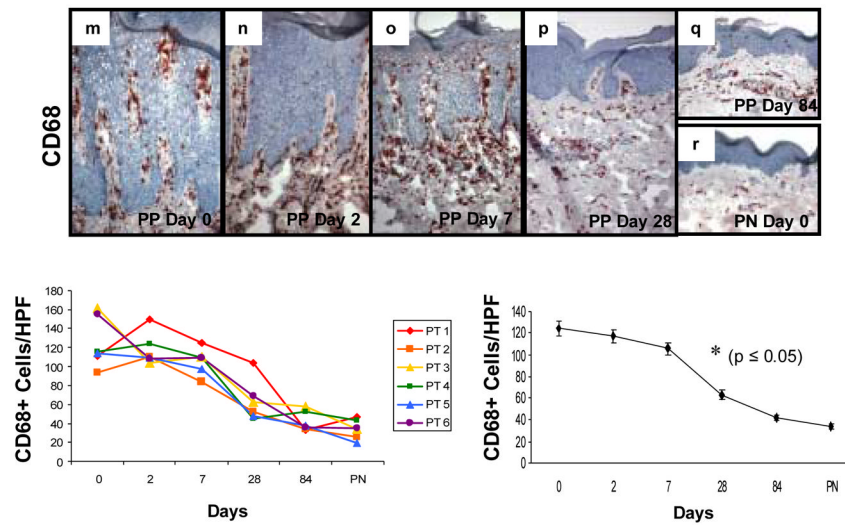 CD68
m
PP Day 0
n
PP Day 2
o
PP Day 7
p
PP Day 28
q
PP Day 84
r
PN Day 0
CD68+ Cells/HPF
180
160
140
120
100
80
60
40
20
0
0 2 7 28 84 PN
Days
PT 1
PT 2
PT 3
PT 4
PT 5
PT 6
CD68+ Cells/HPF
140
120
100
80
60
40
20
0
* (p ≤ 0.05)
0 2 7 28 84 PN
Days